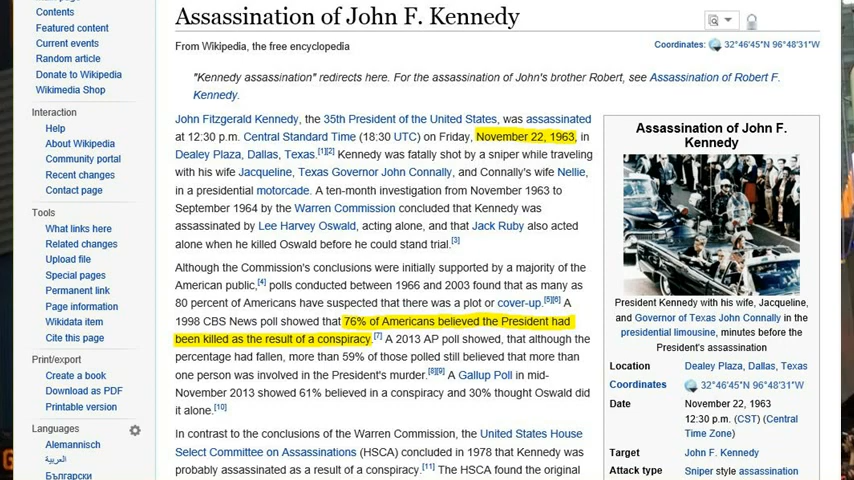 Contents
Featured content
Current events
Random article
Donate to Wikipedia
Wikimedia Shop
Interaction
Help
About Wikipedia
Community portal
Recent changes
Contact page
Tools
What links here
Related changes
Upload file
Special pages
Permanent link
Page information
Wikidata item
Cite this page
Print/export
Create a book
Download as PDF
Printable version
Languages
Alemannisch
العربية
Български
Assassination of John F. Kennedy
From Wikipedia, the free encyclopedia
Coordinates: 32°46′45″N 96°48′31″W
"Kennedy assassination" redirects here. For the assassination of John's brother Robert, see Assassination of Robert F.
Kennedy.
John Fitzgerald Kennedy, the 35th President of the United States, was assassinated
at 12:30 p.m. Central Standard Time (18:30 UTC) on Friday, November 22, 1963, in
Dealey Plaza, Dallas, Texas.[1][2] Kennedy was fatally shot by a sniper while traveling
with his wife Jacqueline, Texas Governor John Connally, and Connally's wife Nellie,
in a presidential motorcade. A ten-month investigation from November 1963 to
September 1964 by the Warren Commission concluded that Kennedy was
assassinated by Lee Harvey Oswald, acting alone, and that Jack Ruby also acted
alone when he killed Oswald before he could stand trial.[3]
Although the Commission's conclusions were initially supported by a majority of the
American public,[4] polls conducted between 1966 and 2003 found that as many as
80 percent of Americans have suspected that there was a plot or cover-up.[5][6] A
1998 CBS News poll showed that 76% of Americans believed the President had
been killed as the result of a conspiracy.[7] A 2013 AP poll showed, that although the
percentage had fallen, more than 59% of those polled still believed that more than
one person was involved in the President's murder.[8][9] A Gallup Poll in mid-
November 2013 showed 61% believed in a conspiracy and 30% thought Oswald did
it alone.[10]
In contrast to the conclusions of the Warren Commission, the United States House
Select Committee on Assassinations (HSCA) concluded in 1978 that Kennedy was
probably assassinated as a result of a conspiracy.[11] The HSCA found the original
Assassination of John F.
Kennedy
President Kennedy with his wife, Jacqueline,
and Governor of Texas John Connally in the
presidential limousine, minutes before the
President's assassination
Location Dealey Plaza, Dallas, Texas
Coordinates 32°46′45″N 96°48′31″W
Date November 22, 1963
12:30 p.m. (CST) (Central
Time Zone)
Target John F. Kennedy
Attack type Sniper style assassination